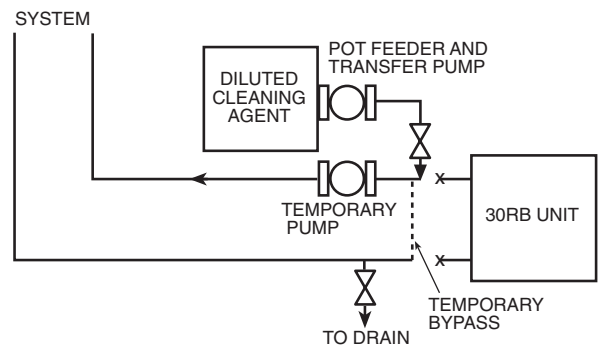 SYSTEM
POT FEEDER AND
TRANSFER PUMP
DILUTED
CLEANING
AGENT
TEMPORARY
PUMP
x
x
30RB UNIT
TEMPORARY
BYPASS
TO DRAIN